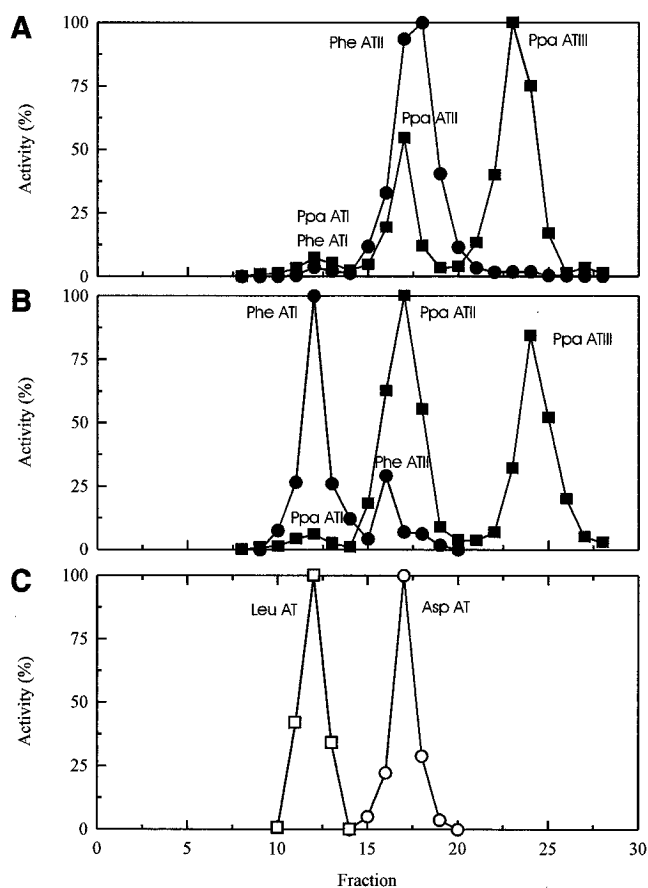 A
Activity (%)
100
75
50
25
0
Phe ATII
Ppa ATIII
Ppa ATII
Ppa ATI
Phe ATI
B
Activity (%)
100
75
50
25
0
Phe ATI
Ppa ATII
Ppa ATIII
Phe ATII
Ppa ATI
C
Activity (%)
100
75
50
25
0
Leu AT
Asp AT
0 5 10 15 20 25 30
Fraction